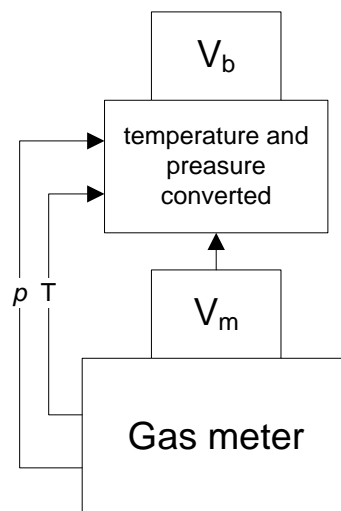 V_b
temperature and
preasure
converted
p T
V_m
Gas meter